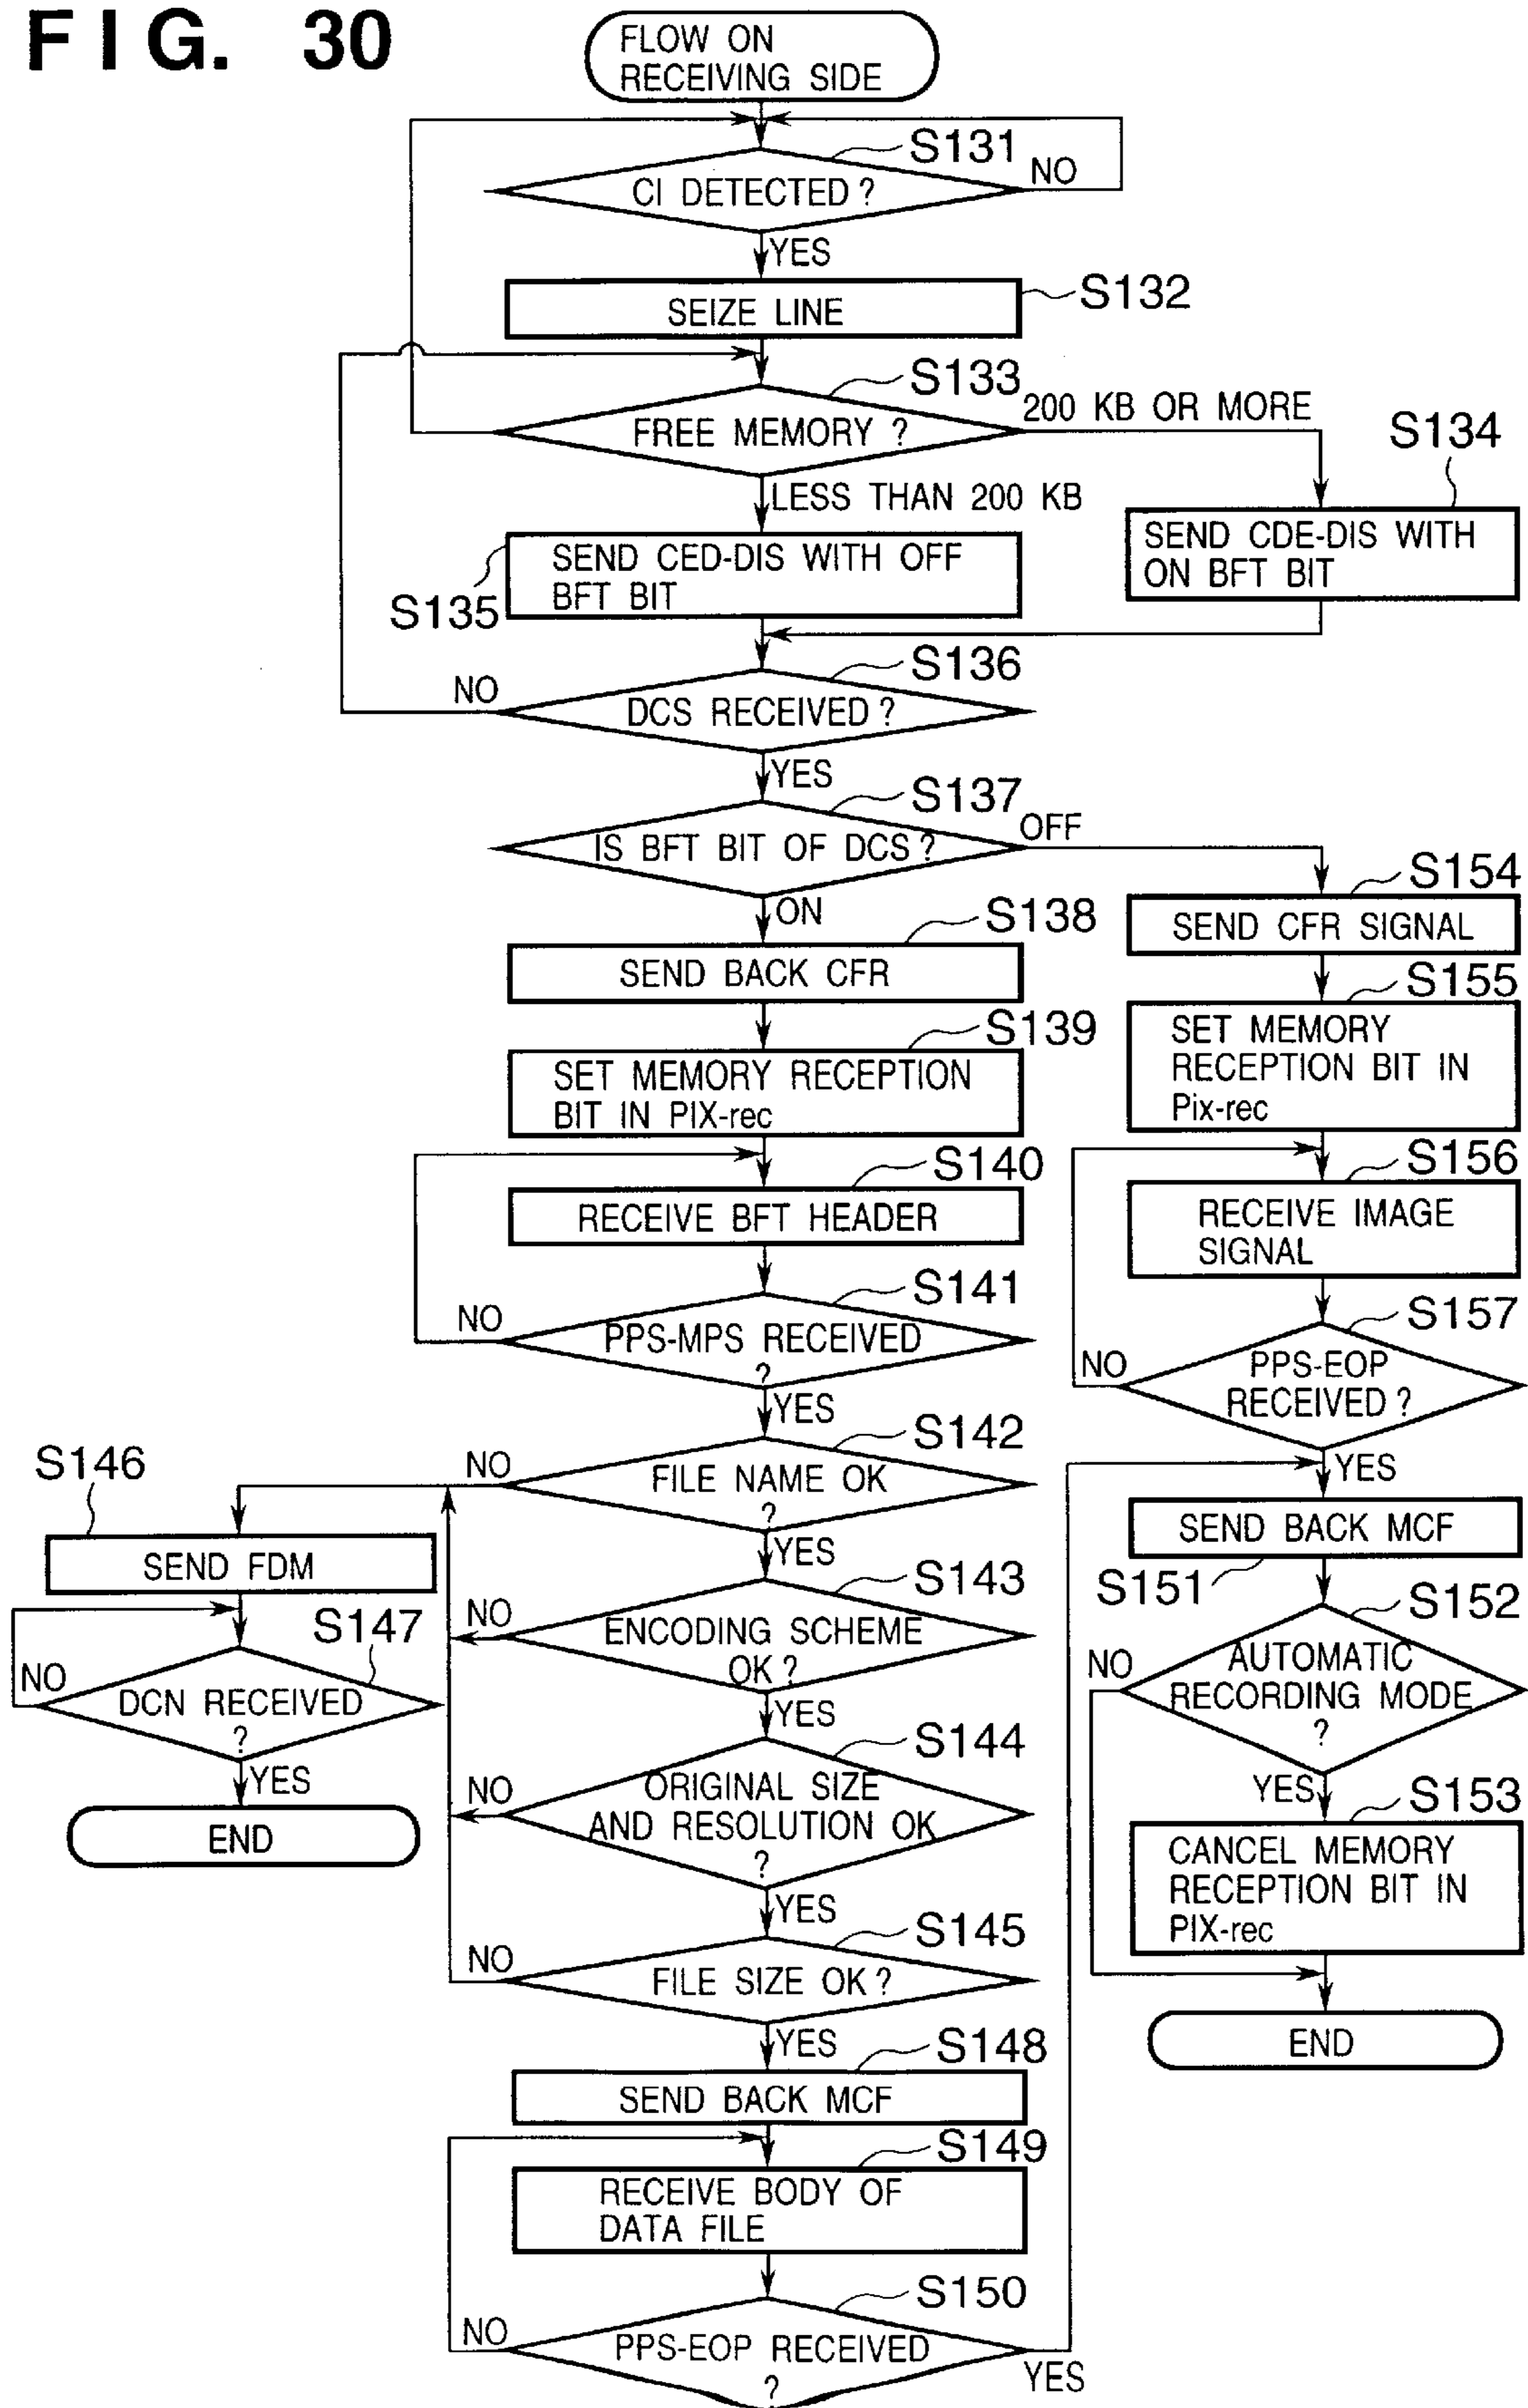 FIG. 30
FLOW ON
RECEIVING SIDE
S131
CI DETECTED?
NO
YES
SEIZE LINE
S132
S133
FREE MEMORY ?
200 KB OR MORE
S134
LESS THAN 200 KB
SEND CED-DIS WITH OFF
BFT BIT
S135
SEND CDE-DIS WITH
ON BFT BIT
S136
NO
DCS RECEIVED?
YES
S137
IS BFT BIT OF DCS?
OFF
ON
S138
SEND BACK CFR
S139
SET MEMORY RECEPTION
BIT IN PIX-rec
S140
RECEIVE BFT HEADER
S141
NO
PPS-MPS RECEIVED
?
YES
S142
NO
FILE NAME OK
?
YES
S146
SEND FDM
S147
NO
DCN RECEIVED
?
YES
END
S143
NO
ENCODING SCHEME
OK?
YES
S144
NO
ORIGINAL SIZE
AND RESOLUTION OK
?
YES
S145
NO
FILE SIZE OK?
YES
S148
SEND BACK MCF
S149
RECEIVE BODY OF
DATA FILE
S150
NO
PPS-EOP RECEIVED
?
YES
S154
SEND CFR SIGNAL
S155
SET MEMORY
RECEPTION BIT IN
Pix-rec
S156
RECEIVE IMAGE
SIGNAL
S157
NO
PPS-EOP
RECEIVED?
YES
SEND BACK MCF
S151
S152
NO
AUTOMATIC
RECORDING MODE
?
YES
S153
CANCEL MEMORY
RECEPTION BIT IN
PIX-rec
END